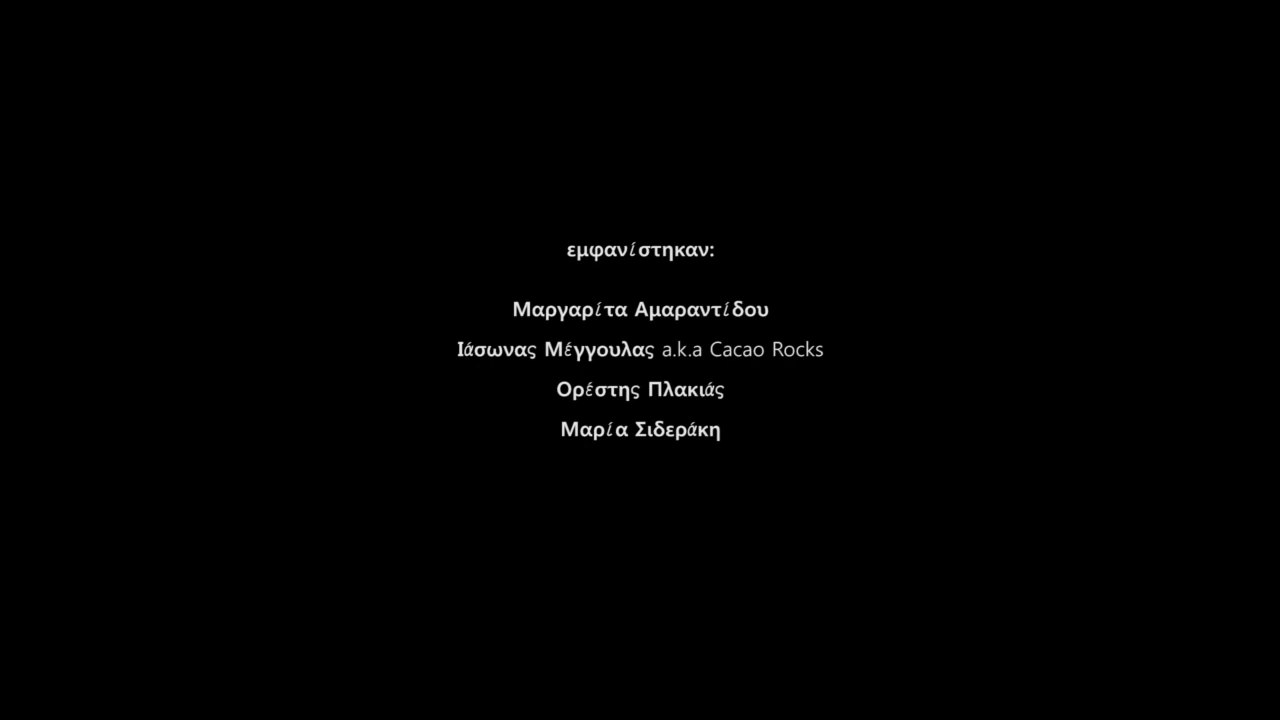 εμφανίστηκαν:
Μαργαρίτα Αμαραντίδου
Ιάσωνας Μέγγουλας a.k.a Cacao Rocks
Ορέστης Πλακιάς
Μαρία Σιδεράκη